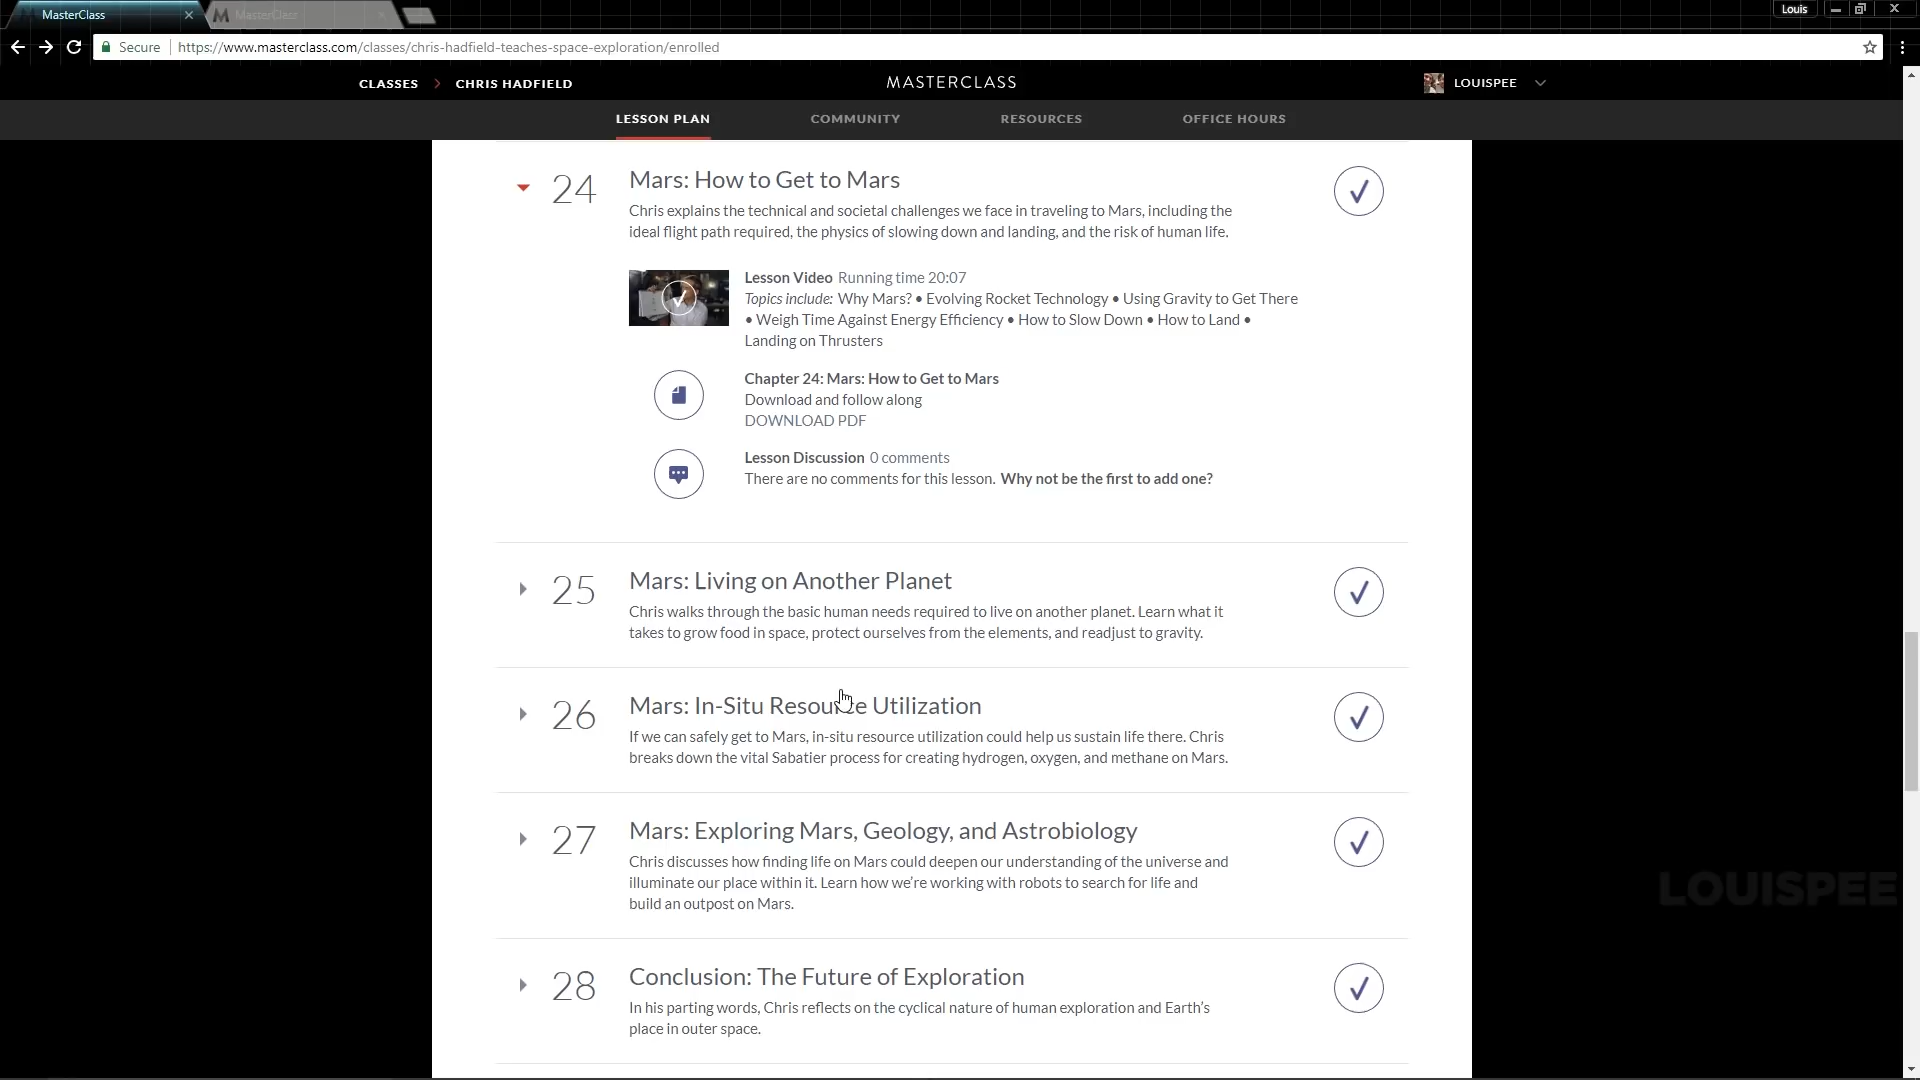 MasterClass
MasterClass
Louis
Secure
https://www.masterclass.com/classes/chris-hadfield-teaches-space-exploration/enrolled
CLASSES
CHRIS HADFIELD
MASTERCLASS
LOUISPEE
LESSON PLAN
COMMUNITY
RESOURCES
OFFICE HOURS
24
Mars: How to Get to Mars
Chris explains the technical and societal challenges we face in traveling to Mars, including the
ideal flight path required, the physics of slowing down and landing, and the risk of human life.
Lesson Video Running time 20:07
Topics include: Why Mars? • Evolving Rocket Technology • Using Gravity to Get There
• Weigh Time Against Energy Efficiency • How to Slow Down • How to Land •
Landing on Thrusters
Chapter 24: Mars: How to Get to Mars
Download and follow along
DOWNLOAD PDF
Lesson Discussion 0 comments
There are no comments for this lesson. Why not be the first to add one?
25
Mars: Living on Another Planet
Chris walks through the basic human needs required to live on another planet. Learn what it
takes to grow food in space, protect ourselves from the elements, and readjust to gravity.
26
Mars: In-Situ Resource Utilization
If we can safely get to Mars, in-situ resource utilization could help us sustain life there. Chris
breaks down the vital Sabatier process for creating hydrogen, oxygen, and methane on Mars.
27
Mars: Exploring Mars, Geology, and Astrobiology
Chris discusses how finding life on Mars could deepen our understanding of the universe and
illuminate our place within it. Learn how we're working with robots to search for life and
build an outpost on Mars.
LOUISPEE
28
Conclusion: The Future of Exploration
In his parting words, Chris reflects on the cyclical nature of human exploration and Earth's
place in outer space.